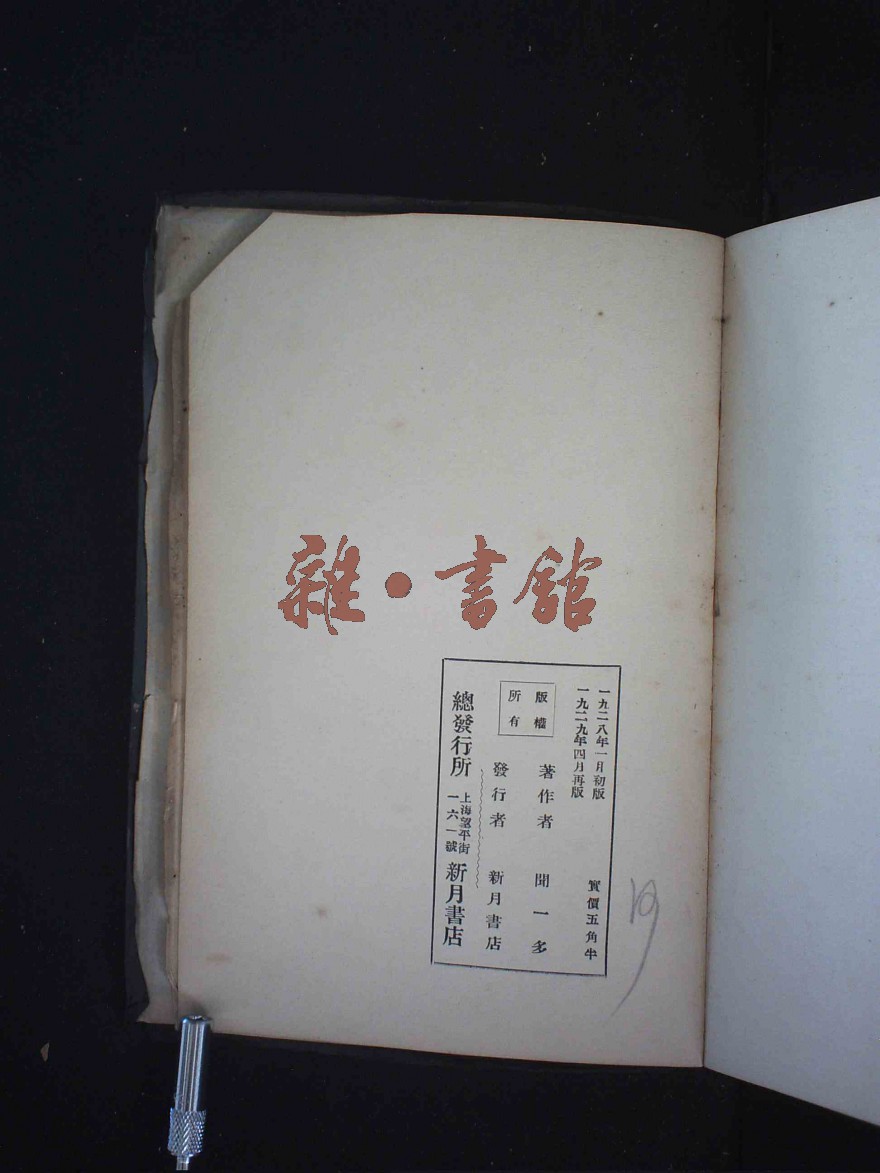 雜·書館
一九二八年一月初版
一九二九年四月再版
實價五角半
版權
所有
著作者 聞一多
發行者 新月書店
總發行所 上海望平街一六一號 新月書店